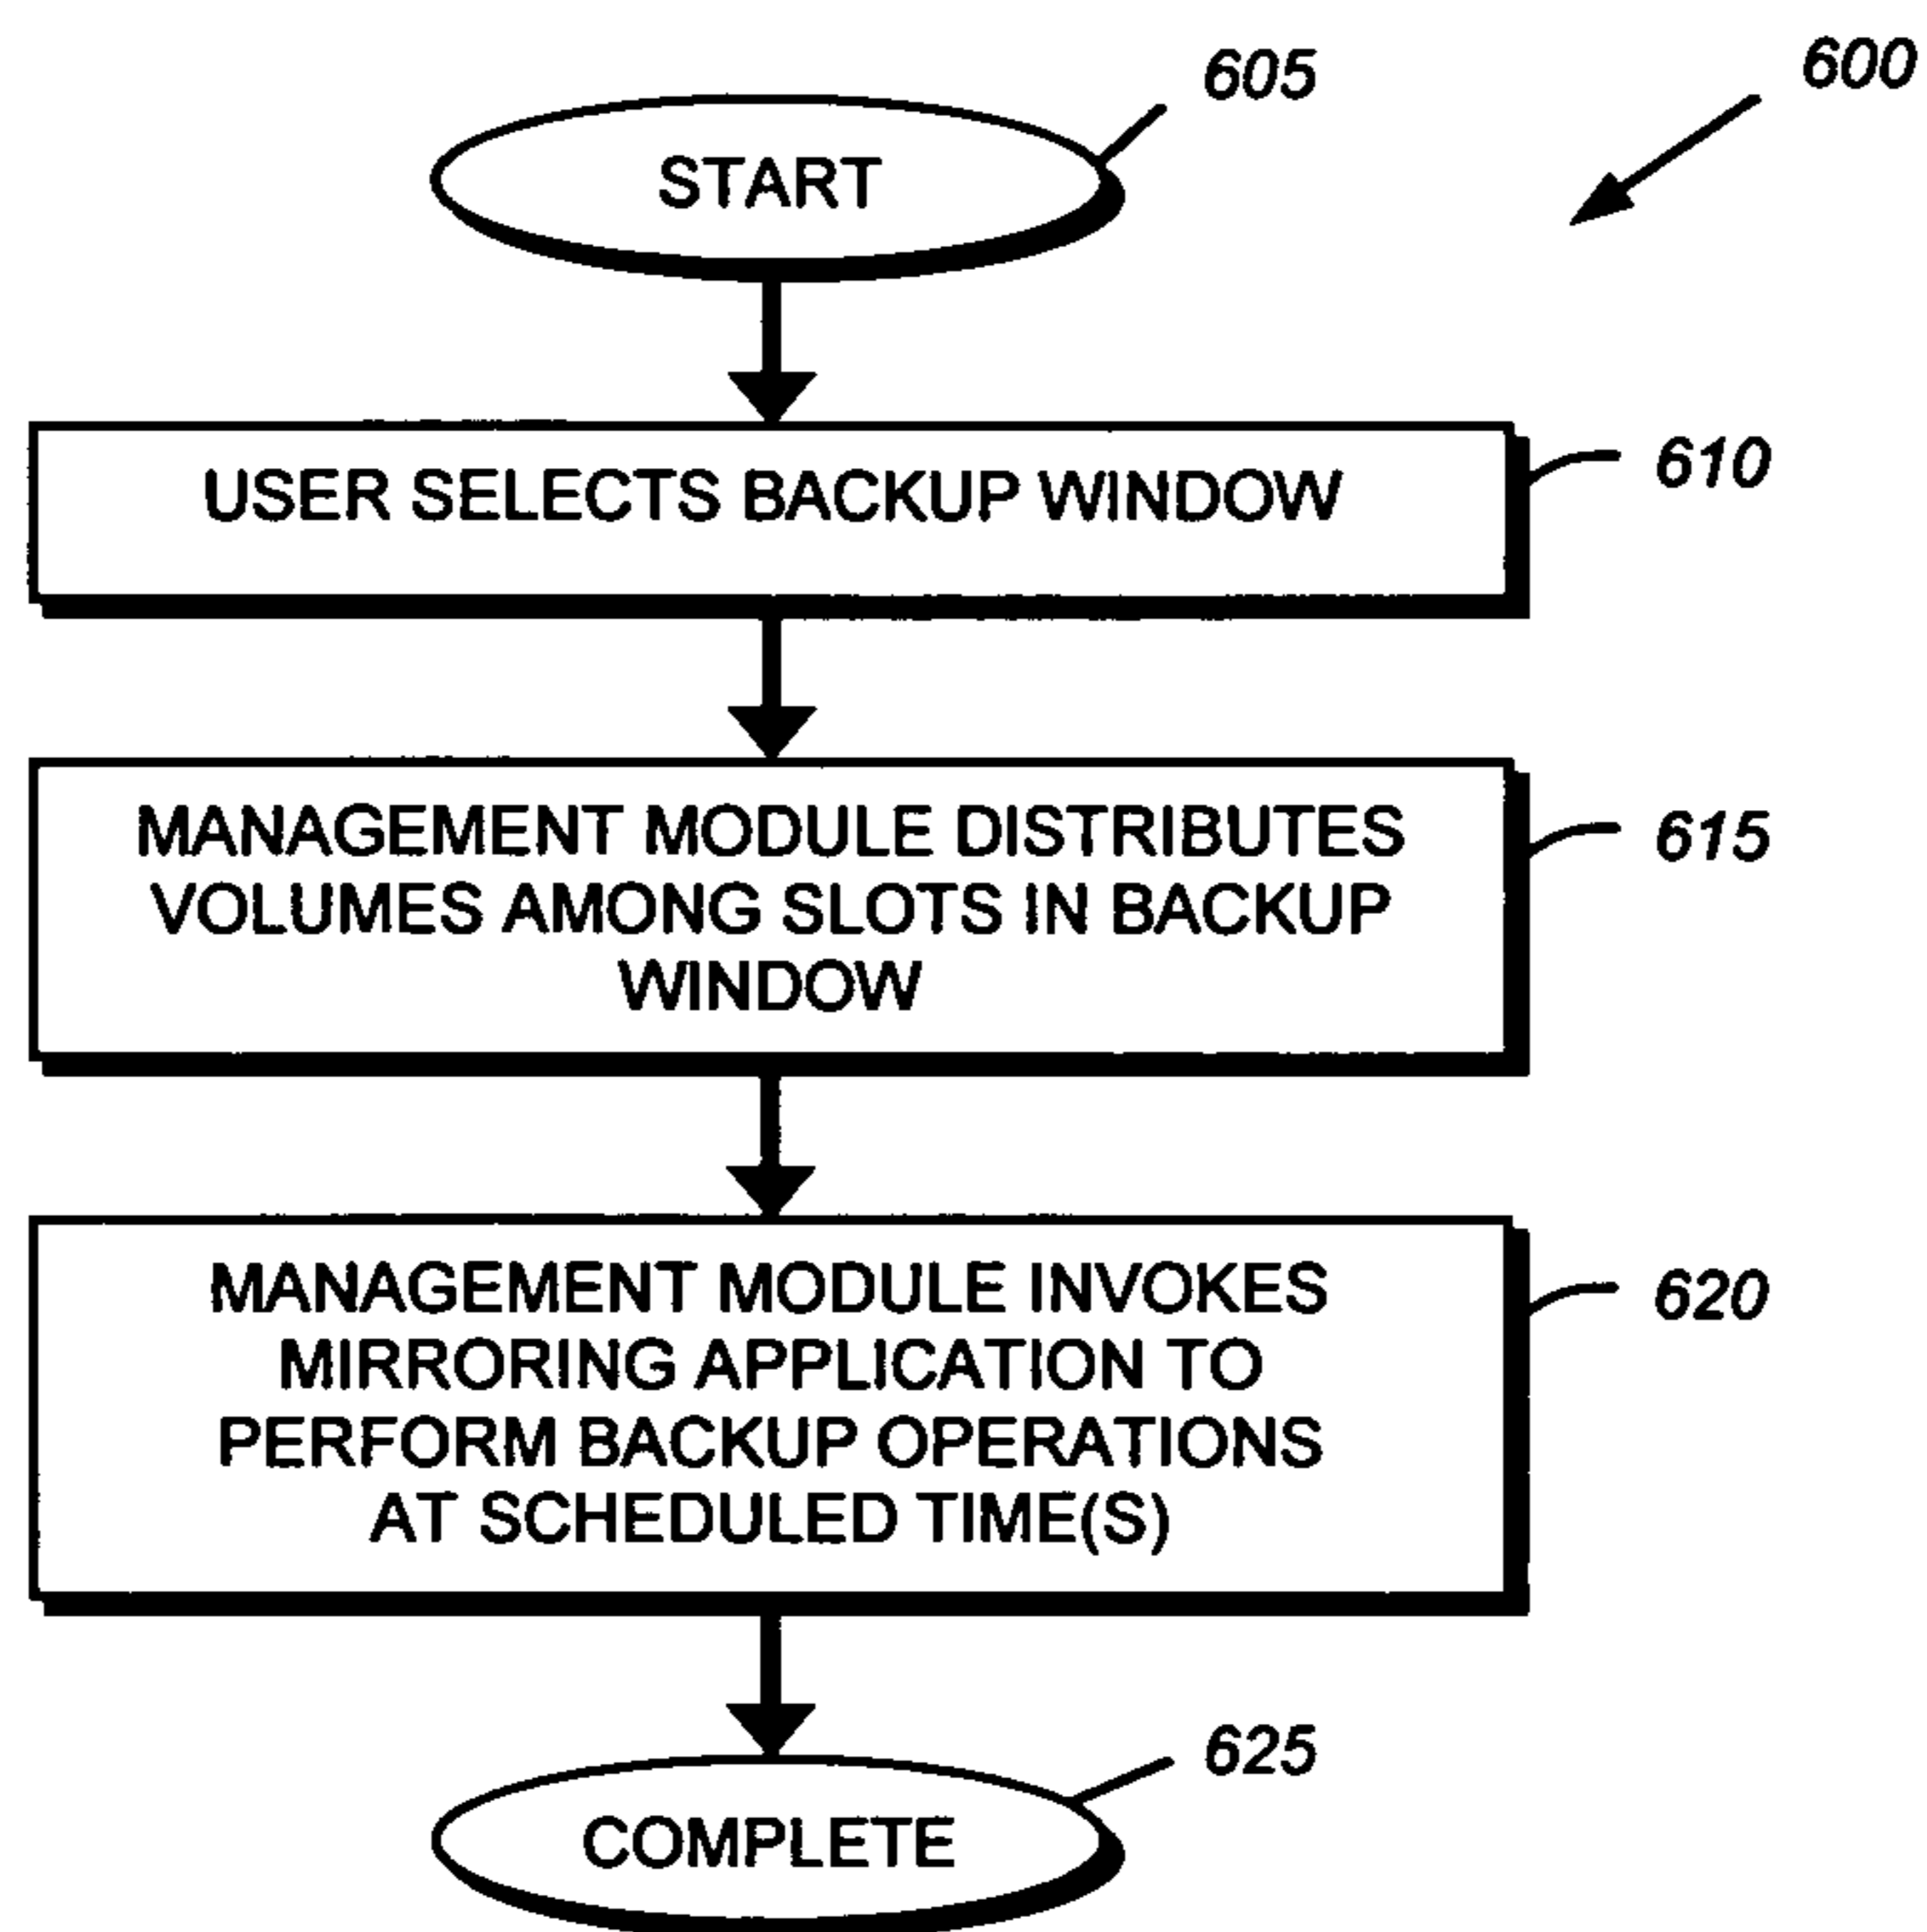 600
605
START
610
USER SELECTS BACKUP WINDOW
615
MANAGEMENT MODULE DISTRIBUTES
VOLUMES AMONG SLOTS IN BACKUP
WINDOW
620
MANAGEMENT MODULE INVOKES
MIRRORING APPLICATION TO
PERFORM BACKUP OPERATIONS
AT SCHEDULED TIME(S)
625
COMPLETE